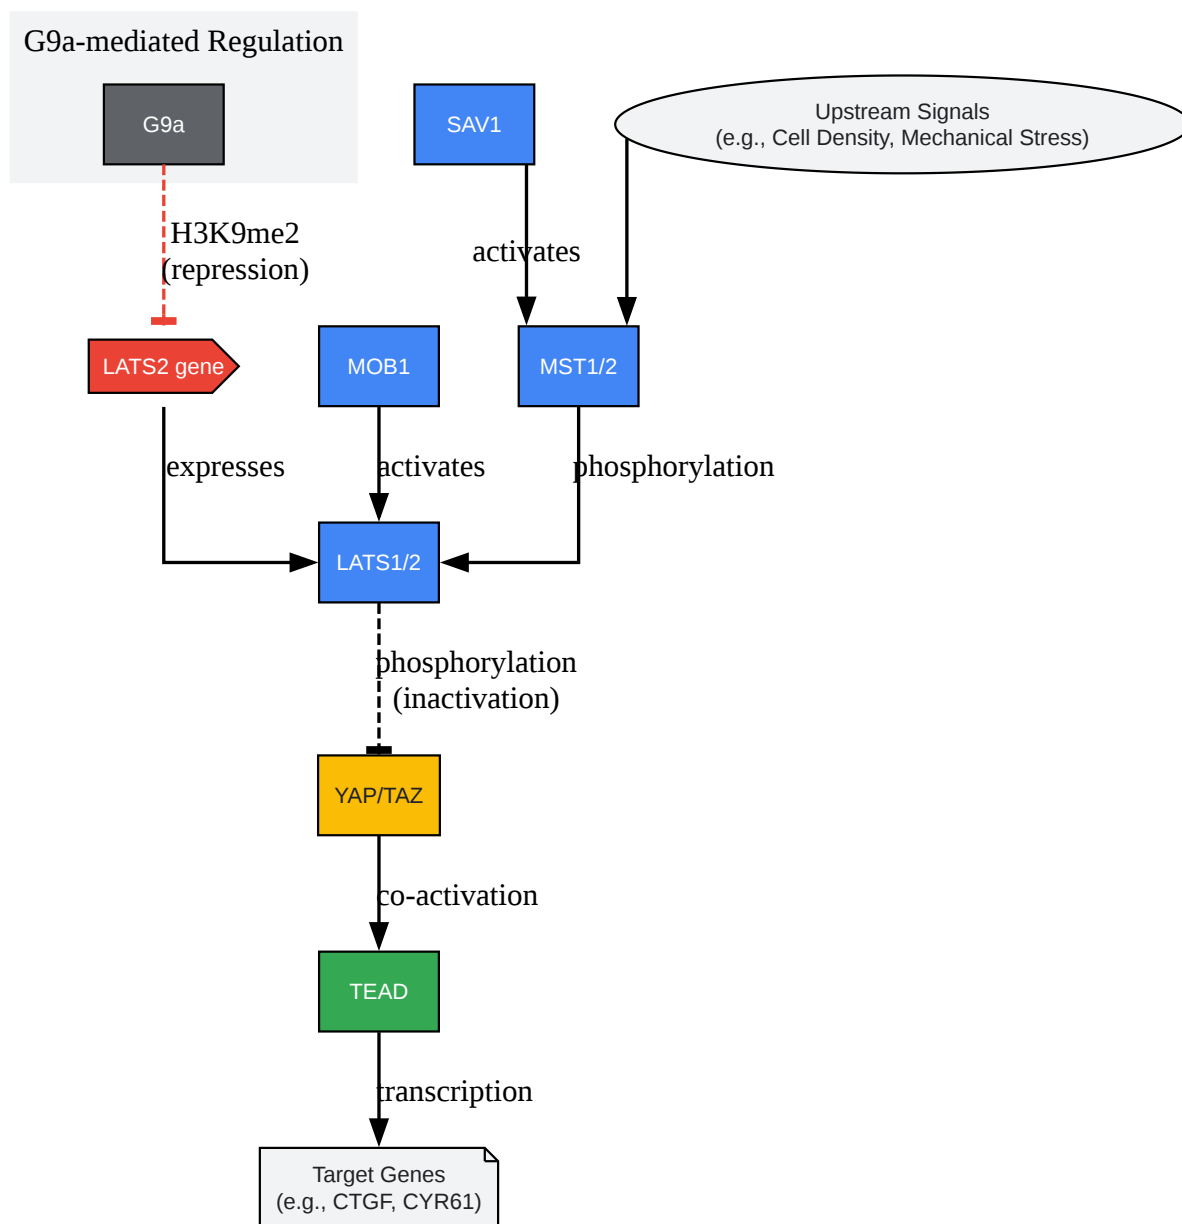 G9a-mediated Regulation
G9a
SAV1
Upstream Signals
(e.g., Cell Density, Mechanical Stress)
H3K9me2
(repression)
activates
LATS2 gene
MOB1
MST1/2
expresses
activates
phosphorylation
LATS1/2
phosphorylation
(inactivation)
YAP/TAZ
co-activation
TEAD
transcription
Target Genes
(e.g., CTGF, CYR61)